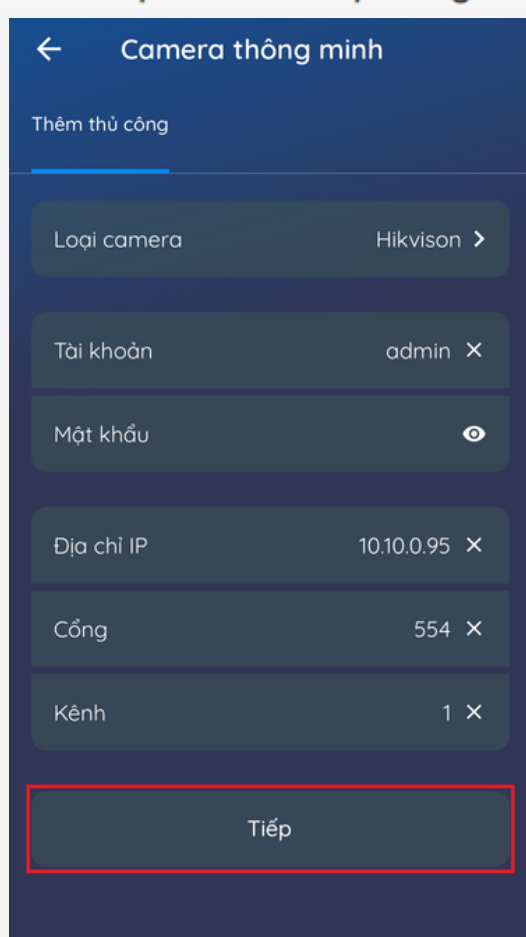 Camera thông minh
Thêm thủ công
Loại camera Hikvison
Tài khoản admin
Mật khẩu
Địa chỉ IP 10.10.0.95
Cổng 554
Kênh 1
Tiếp